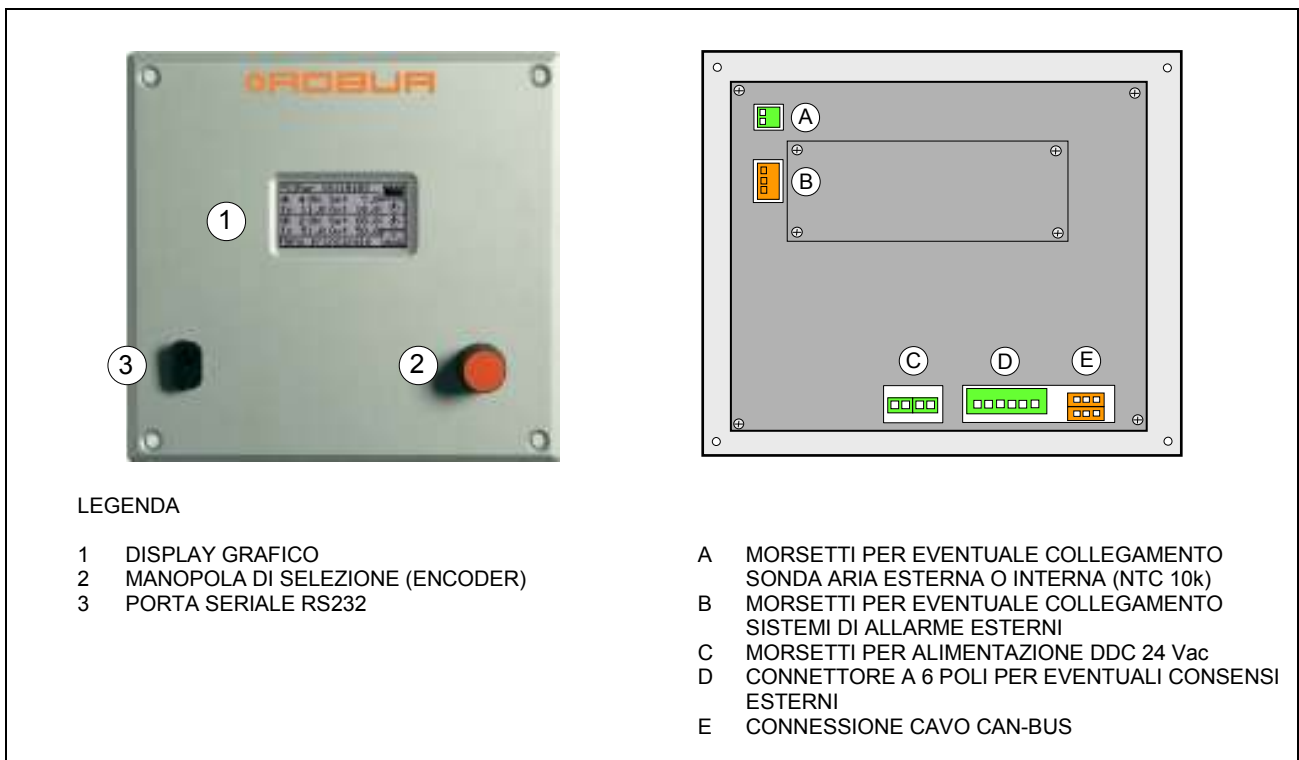 ROBUR
1
2
3
A
B
C
D
E
LEGENDA
1 DISPLAY GRAFICO
2 MANOPOLA DI SELEZIONE (ENCODER)
3 PORTA SERIALE RS232
A MORSETTI PER EVENTUALE COLLEGAMENTO
SONDA ARIA ESTERNA O INTERNA (NTC 10k)
B MORSETTI PER EVENTUALE COLLEGAMENTO
SISTEMI DI ALLARME ESTERNI
C MORSETTI PER ALIMENTAZIONE DDC 24 Vac
D CONNETTORE A 6 POLI PER EVENTUALI CONSENSI
ESTERNI
E CONNESSIONE CAVO CAN-BUS